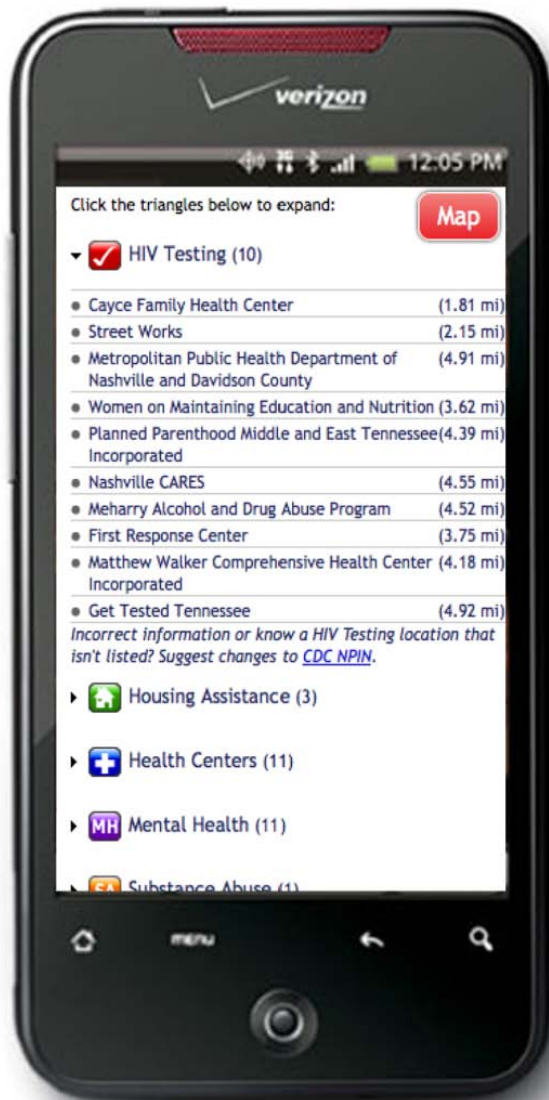 verizon
3G
12:05 PM
Click the triangles below to expand:
Map
HIV Testing (10)
Cayce Family Health Center (1.81 mi)
Street Works (2.15 mi)
Metropolitan Public Health Department of (4.91 mi)
Nashville and Davidson County
Women on Maintaining Education and Nutrition (3.62 mi)
Planned Parenthood Middle and East Tennessee (4.39 mi)
Incorporated
Nashville CARES (4.55 mi)
Meharry Alcohol and Drug Abuse Program (4.52 mi)
First Response Center (3.75 mi)
Matthew Walker Comprehensive Health Center (4.18 mi)
Incorporated
Get Tested Tennessee (4.92 mi)
Incorrect information or know a HIV Testing location that
isn't listed? Suggest changes to CDC NPIN.
Housing Assistance (3)
Health Centers (11)
MH Mental Health (11)
SA Substance Abuse (1)
MENU